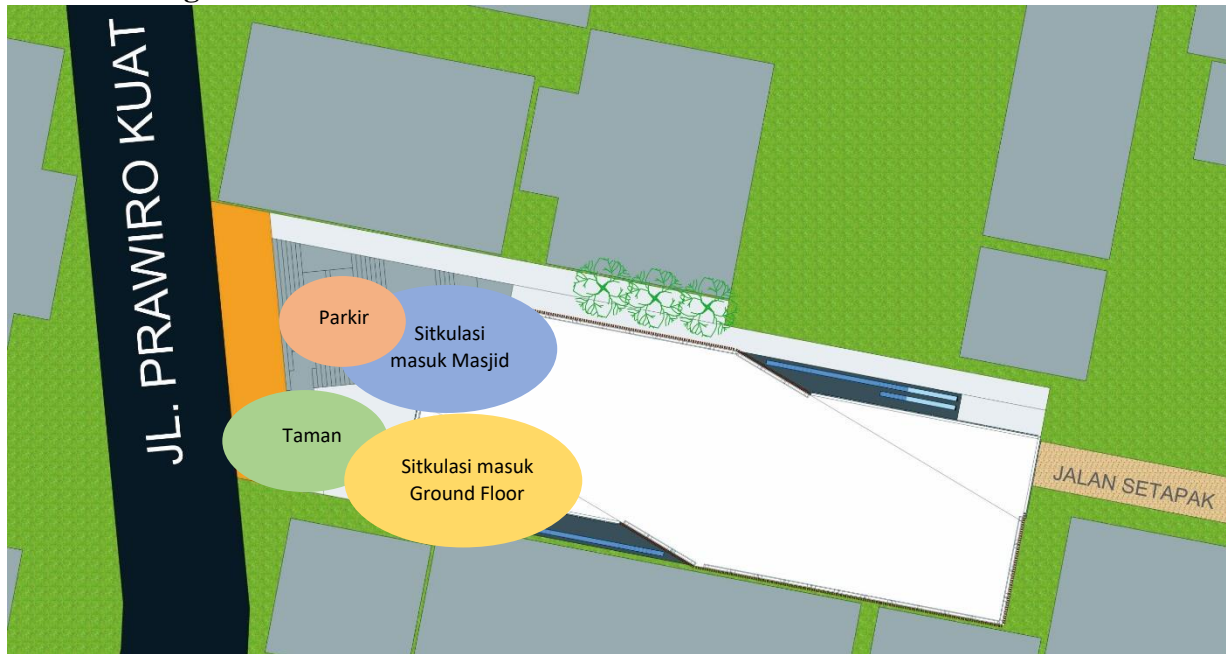 JL. PRAWIRO KUAT
Parkir
Sitkulasi
masuk Masjid
Taman
Sitkulasi masuk
Ground Floor
JALAN SETAPAK